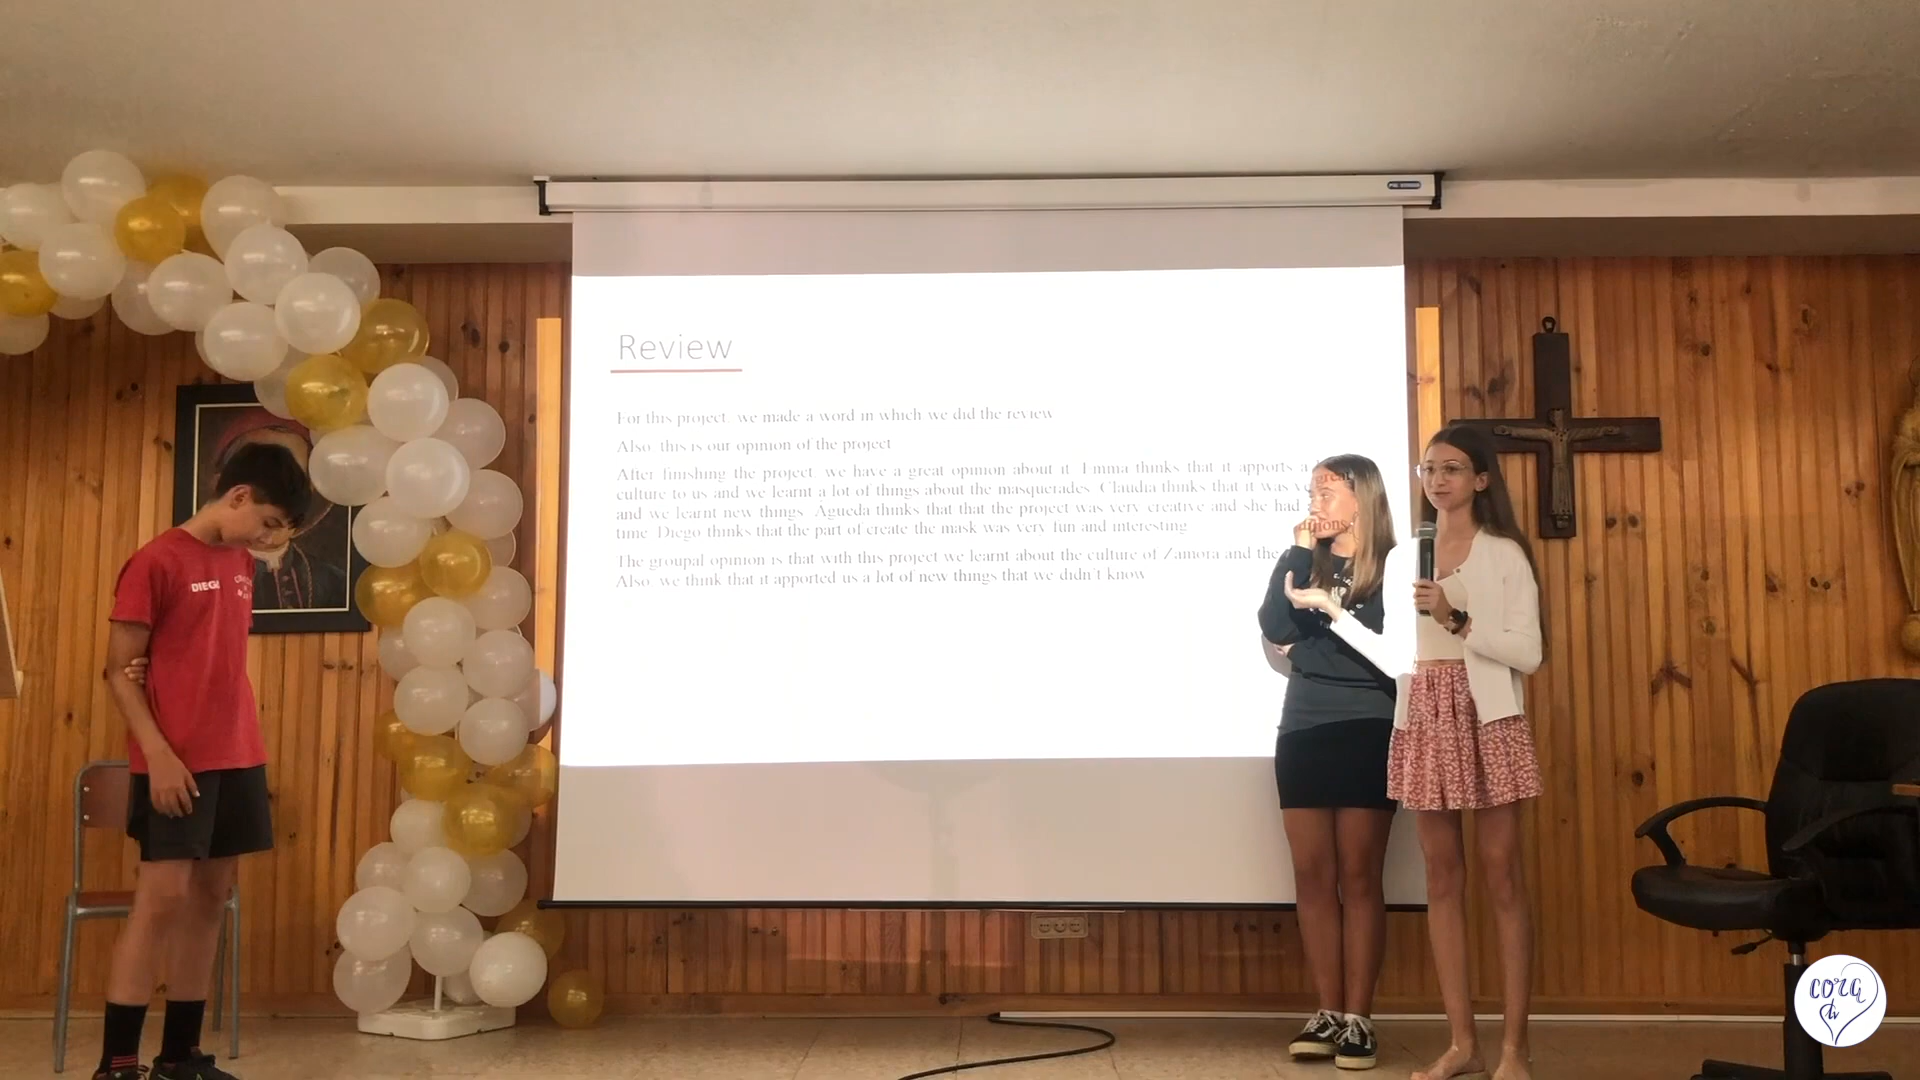 Review
For this project, we made a word in which we did the review
Also, this is our opinion of the project
After finishing the project, we have a great opinion about it. Emma thinks that it apports a great
culture to us and we learnt a lot of things about the masquerades. Claudia thinks that it was
and we learnt new things. Águeda thinks that that the project was very creative and she had
time. Diego thinks that the part of create the mask was very fun and interesting
The groupal opinion is that with this project we learnt about the culture of Zamora and the
Also, we think that it apported us a lot of new things that we didn't know
DIEGO
cora
tv